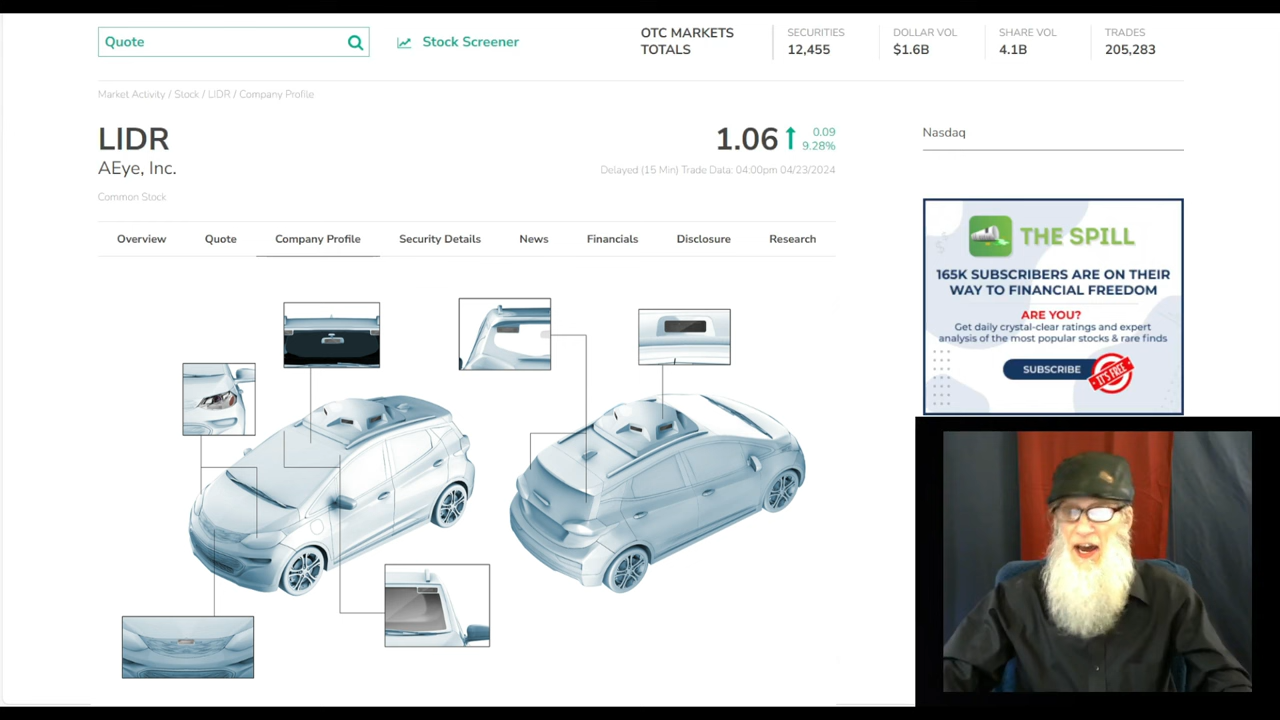 Quote
Stock Screener
OTC MARKETS
TOTALS
SECURITIES
12,455
DOLLAR VOL
$1.6B
SHARE VOL
4.1B
TRADES
205,283
Market Activity / Stock / LIDR / Company Profile
LIDR
AEye, Inc.
Common Stock
1.06
0.09
9.28%
Delayed (15 Min) Trade Data: 04:00pm 04/23/2024
Nasdaq
Overview
Quote
Company Profile
Security Details
News
Financials
Disclosure
Research
THE SPILL
165K SUBSCRIBERS ARE ON THEIR
WAY TO FINANCIAL FREEDOM
ARE YOU?
Get daily crystal-clear ratings and expert
analysis of the most popular stocks & rare finds
SUBSCRIBE
IT'S FREE